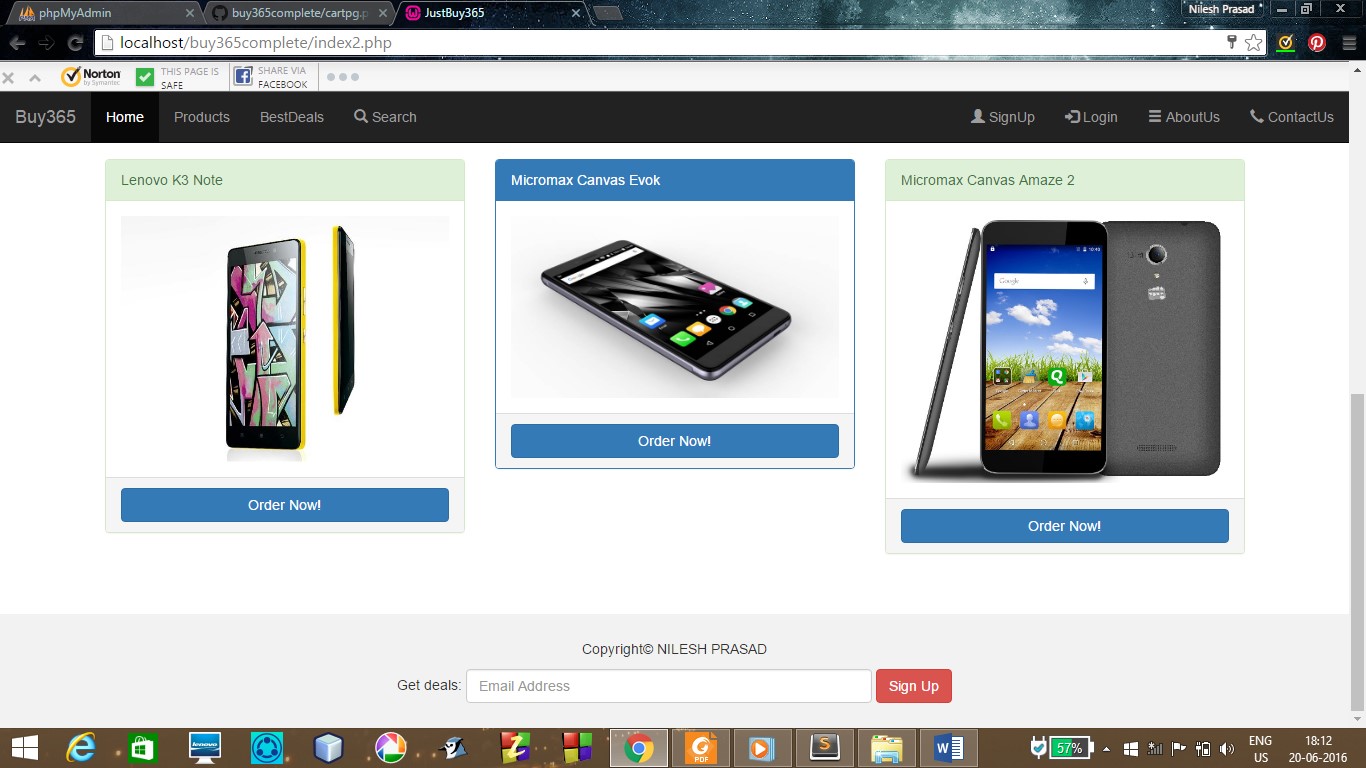 phpMyAdmin
buy365complete/cartpg.p
JustBuy365
Nilesh Prasad
localhost/buy365complete/index2.php
Norton
by Symantec
THIS PAGE IS
SAFE
SHARE VIA
FACEBOOK
Buy365 Home Products BestDeals Search SignUp Login AboutUs ContactUs
Lenovo K3 Note
Micromax Canvas Evok
Micromax Canvas Amaze 2
Google
Order Now!
Order Now!
Order Now!
Copyright© NILESH PRASAD
Get deals: Email Address Sign Up
lenovo
PDF
57%
ENG
US
18:12
20-06-2016